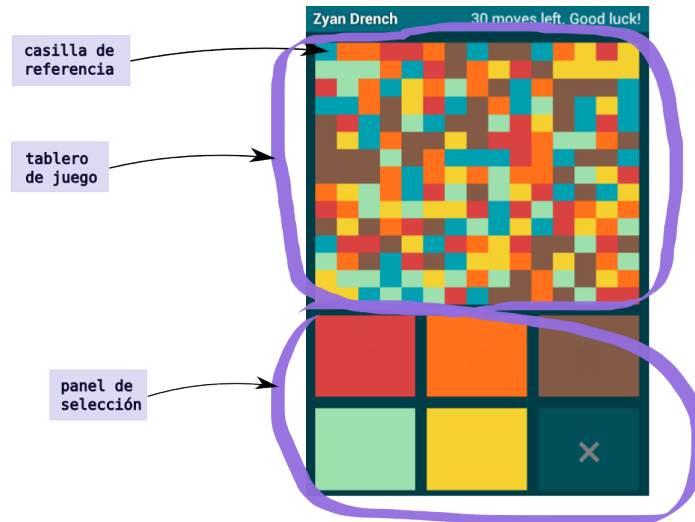 Zyan Drench
30 moves left. Good luck!
casilla de
referencia
tablero
de juego
panel de
selección